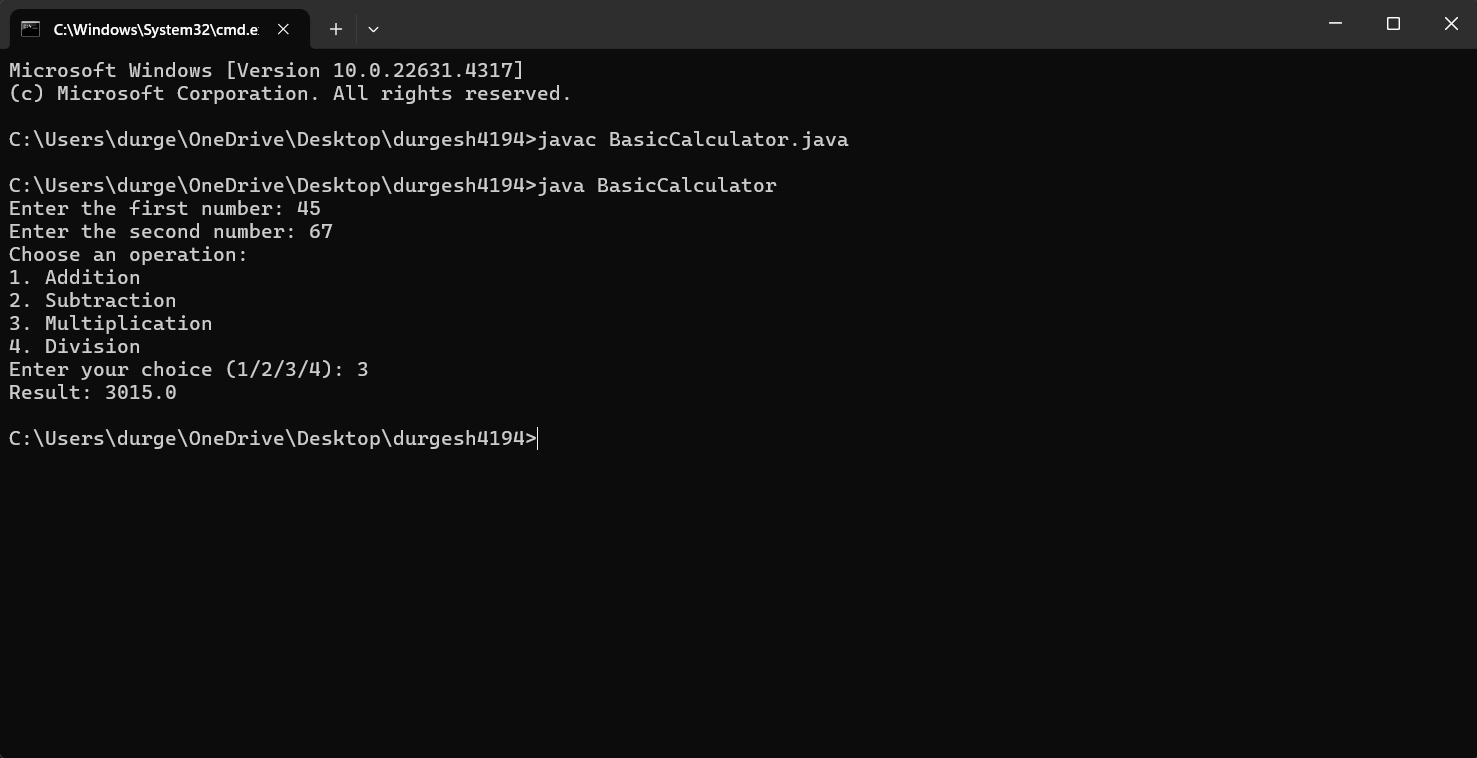 C:\Windows\System32\cmd.e
Microsoft Windows [Version 10.0.22631.4317]
(c) Microsoft Corporation. All rights reserved.
C:\Users\durge\OneDrive\Desktop\durgesh4194>javac BasicCalculator.java
C:\Users\durge\OneDrive\Desktop\durgesh4194>java BasicCalculator
Enter the first number: 45
Enter the second number: 67
Choose an operation:
1. Addition
2. Subtraction
3. Multiplication
4. Division
Enter your choice (1/2/3/4): 3
Result: 3015.0
C:\Users\durge\OneDrive\Desktop\durgesh4194>